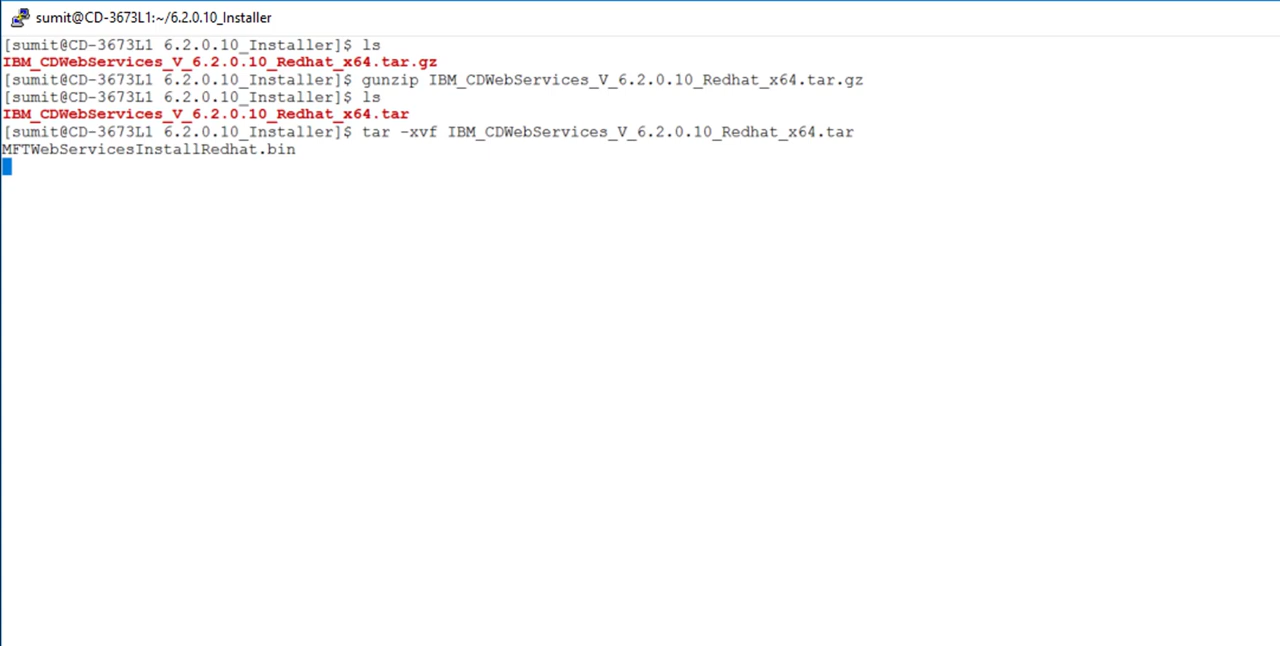 sumit@CD-3673L1:~/6.2.0.10_Installer
[sumit@CD-3673L1 6.2.0.10_Installer]$ ls
IBM_CDWebServices_V_6.2.0.10_Redhat_x64.tar.gz
[sumit@CD-3673L1 6.2.0.10_Installer]$ gunzip IBM_CDWebServices_V_6.2.0.10_Redhat_x64.tar.gz
[sumit@CD-3673L1 6.2.0.10_Installer]$ ls
IBM_CDWebServices_V_6.2.0.10_Redhat_x64.tar
[sumit@CD-3673L1 6.2.0.10_Installer]$ tar -xvf IBM_CDWebServices_V_6.2.0.10_Redhat_x64.tar
MFTWebServicesInstallRedhat.bin